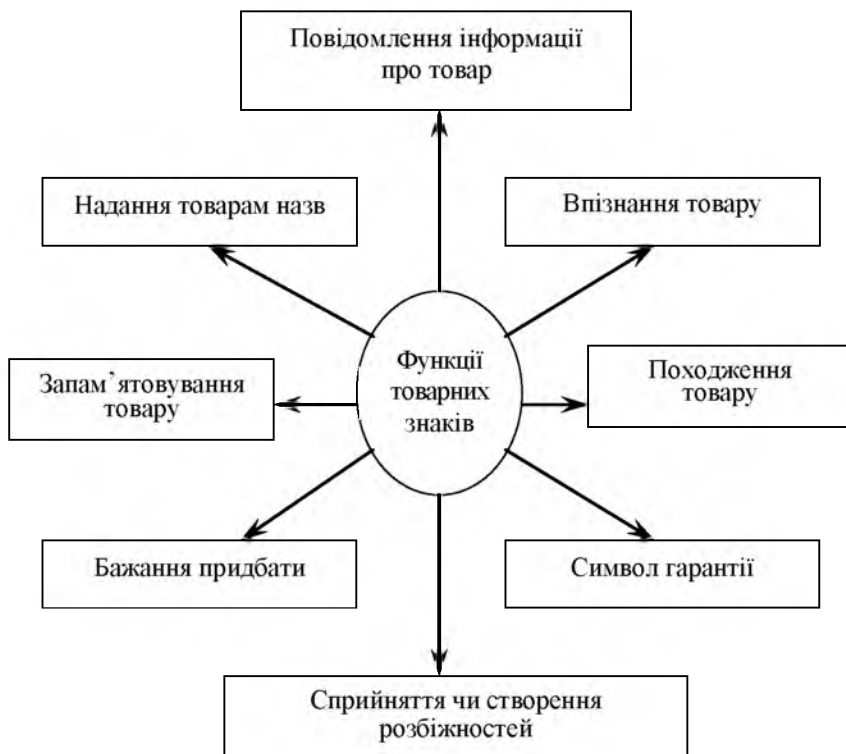 Повідомлення інформації
про товар
Надання товарам назв
Впізнання товару
Функції
товарних
знаків
Запам’ятовування
товару
Походження
товару
Бажання придбати
Символ гарантії
Сприйняття чи створення
розбіжностей